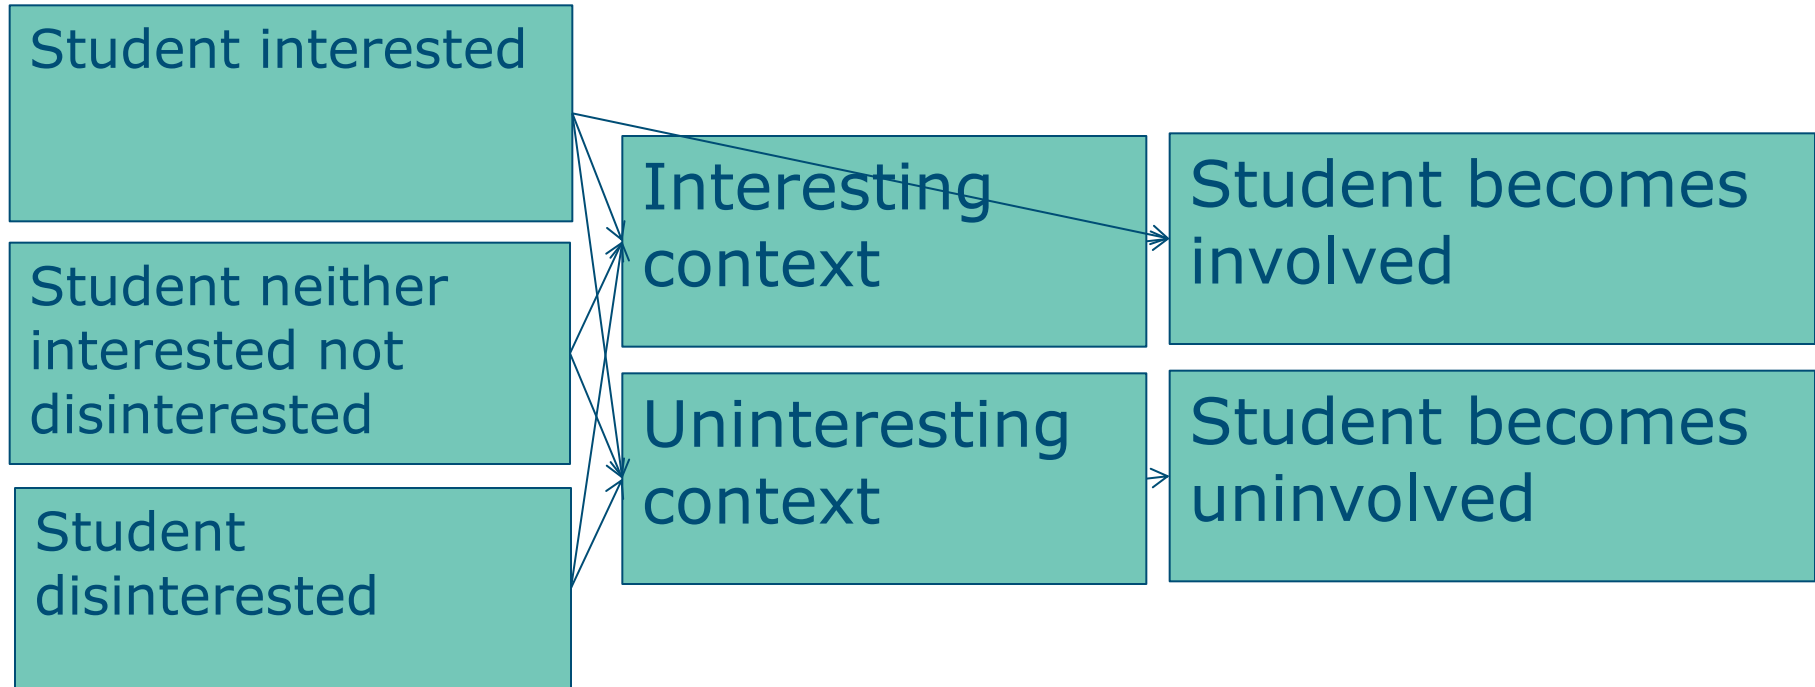 Student interested
Student neither
interested not
disinterested
Student
disinterested
Interesting
context
Uninteresting
context
Student becomes
involved
Student becomes
uninvolved